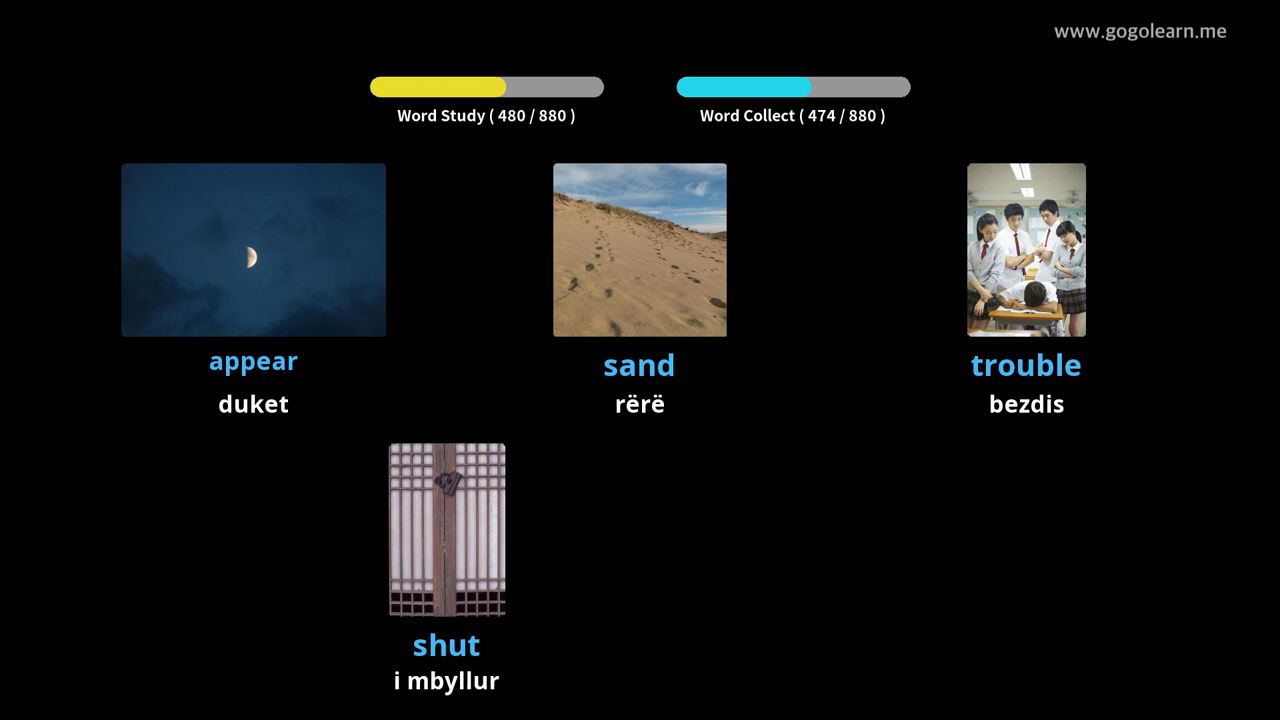 www.gogolearn.me
Word Study ( 480 / 880 )
Word Collect ( 474 / 880 )
appear
duket
sand
rërë
trouble
bezdis
shut
i mbyllur